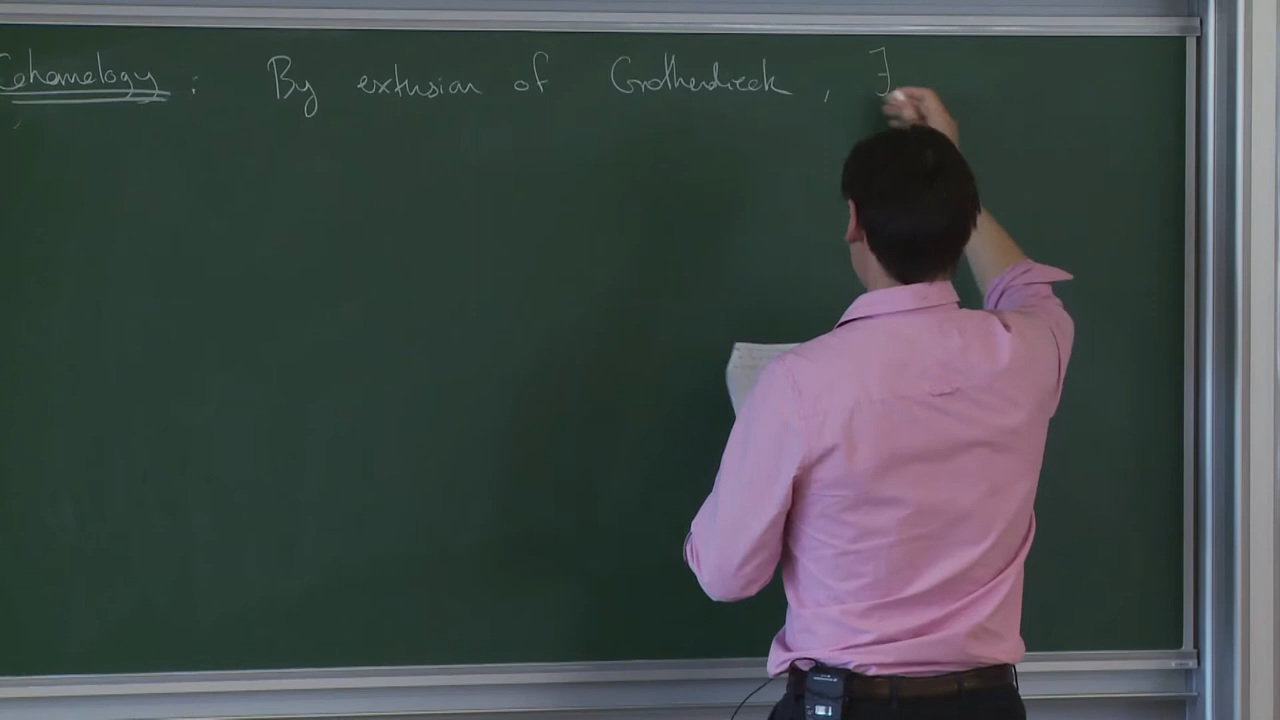 Cohomology : By extension of Grothendieck , ∃